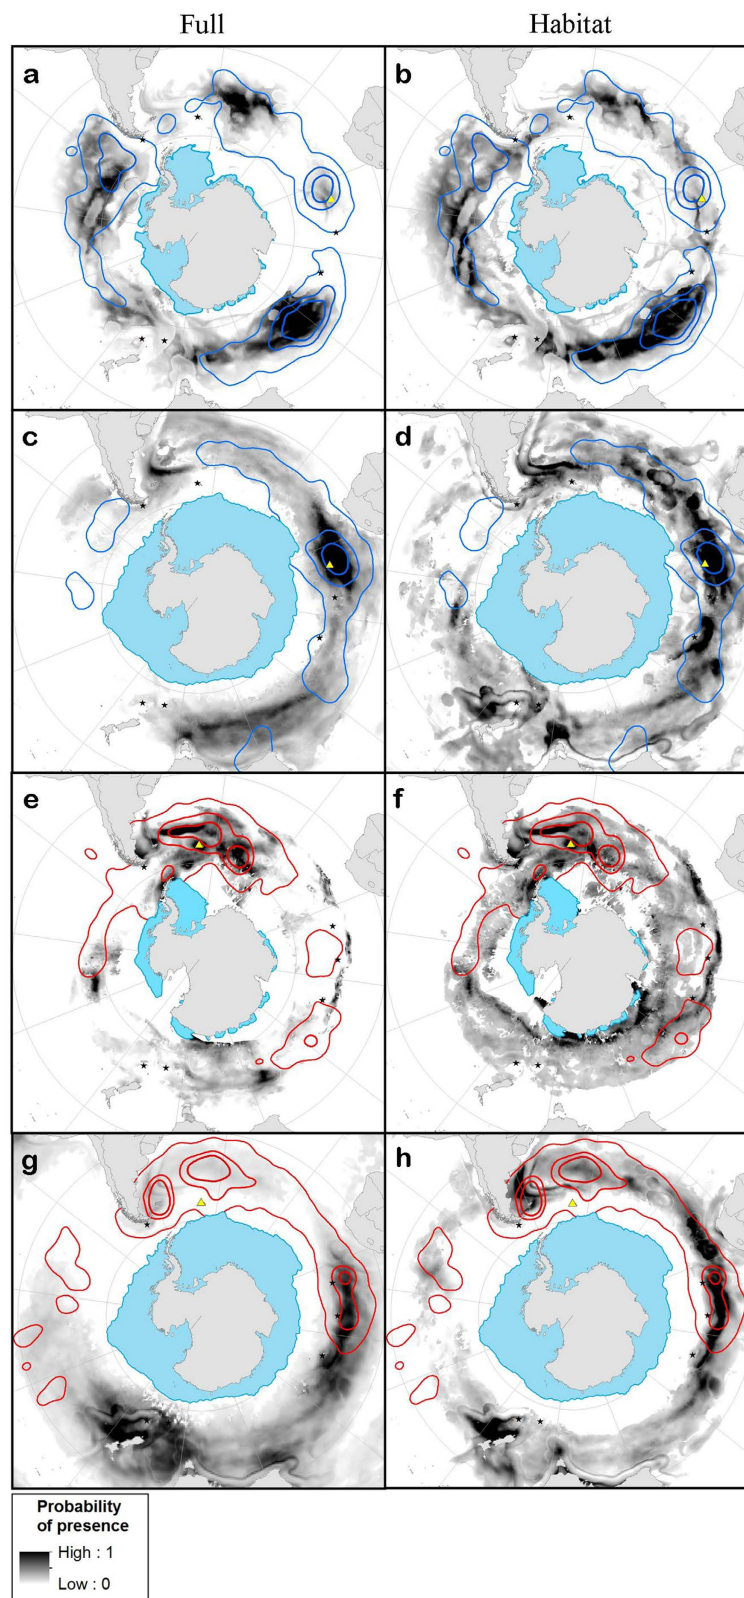 Full Habitat
a b
c d
e f
g h
Probability
of presence
High : 1
Low : 0